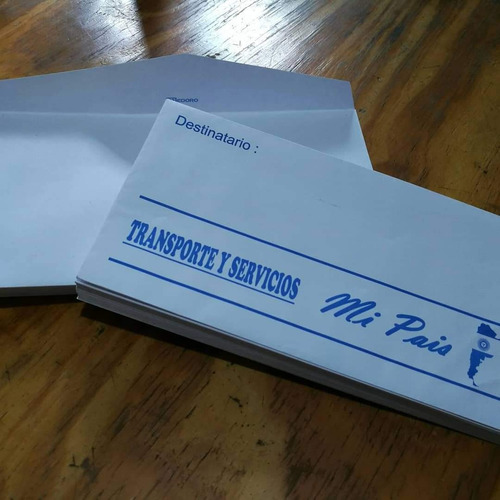 Destinatario :
TRANSPORTE Y SERVICIOS
Mi Pais